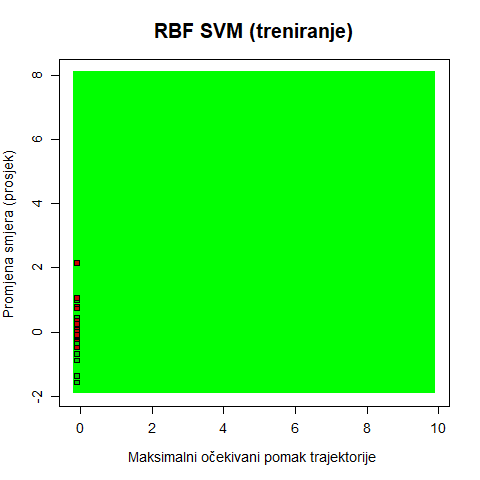 RBF SVM (treniranje)
Promjena smjera (prosjek)
8
6
4
2
0
-2
0 2 4 6 8 10
Maksimalni očekivani pomak trajektorije